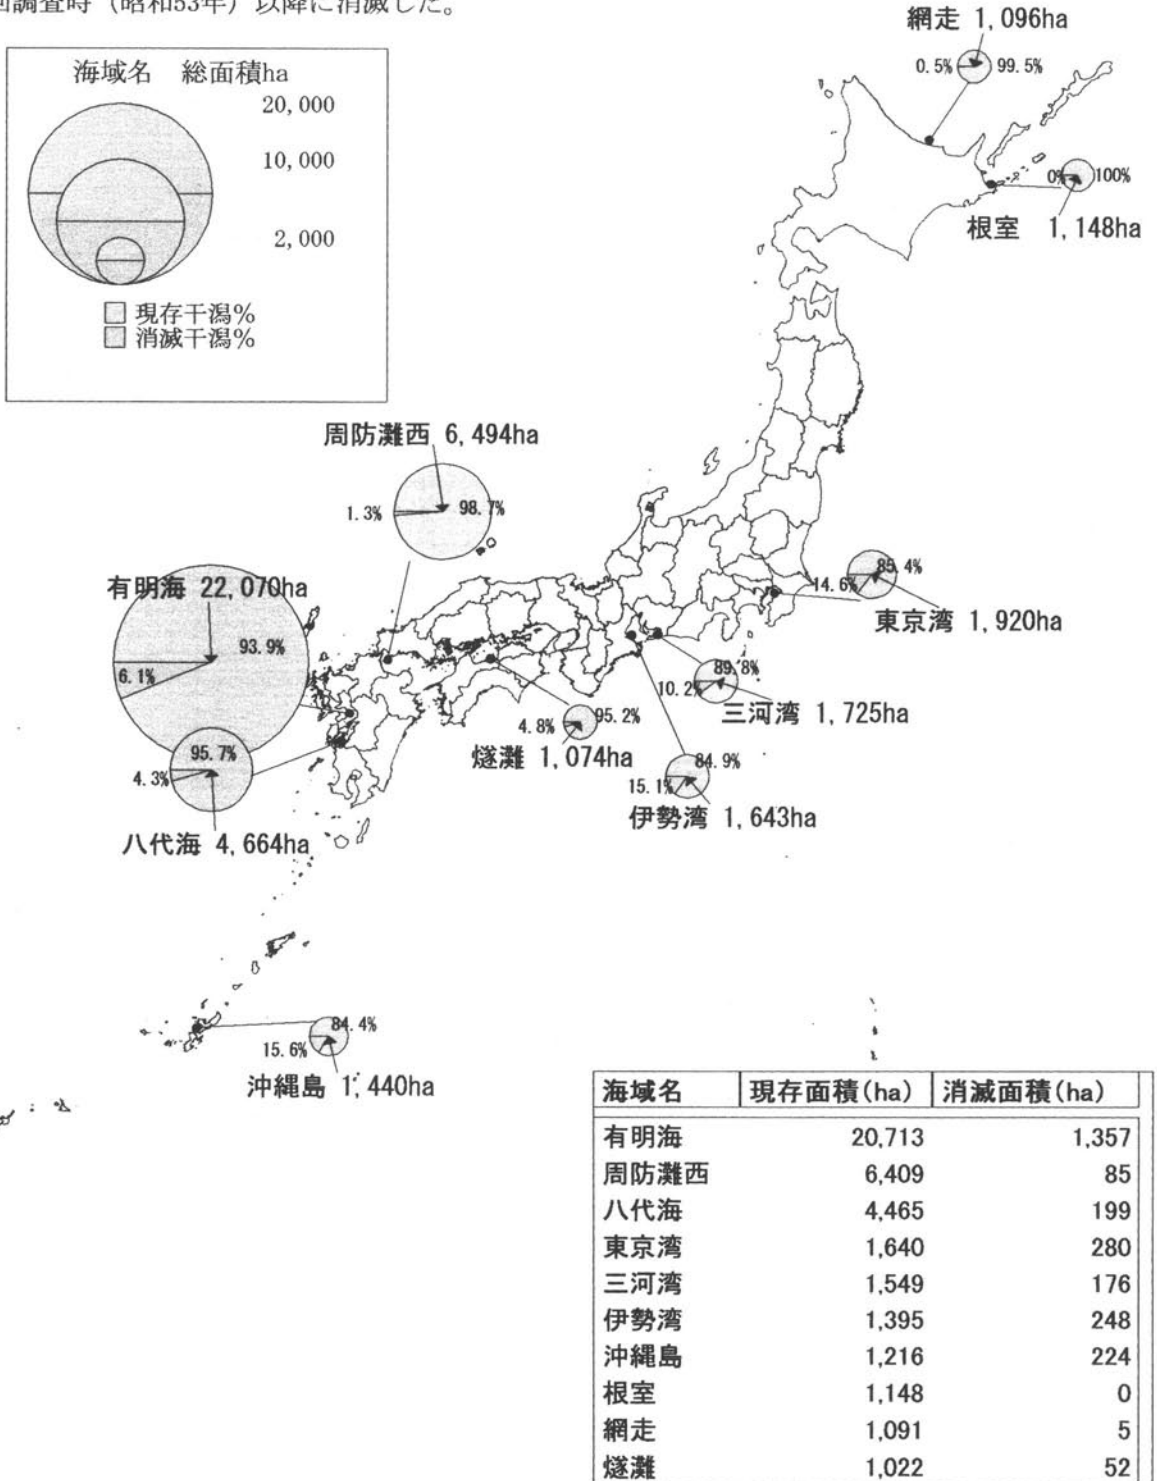 回調査時（昭和53年）以降に消滅した。
海域名 総面積ha
20,000
10,000
2,000
現存干潟%
消滅干潟%
網走 1,096ha
0.5% 99.5%
0% 100%
根室 1,148ha
周防灘西 6,494ha
1.3% 98.7%
有明海 22,070ha
93.9%
6.1%
95.7%
4.3%
八代海 4,664ha
85.4%
14.6%
東京湾 1,920ha
89.8%
10.2%
三河湾 1,725ha
95.2%
4.8%
燧灘 1,074ha
84.9%
15.1%
伊勢湾 1,643ha
84.4%
15.6%
沖縄島 1,440ha
海域名 現存面積(ha) 消滅面積(ha)
有明海 20,713 1,357
周防灘西 6,409 85
八代海 4,465 199
東京湾 1,640 280
三河湾 1,549 176
伊勢湾 1,395 248
沖縄島 1,216 224
根室 1,148 0
網走 1,091 5
燧灘 1,022 52